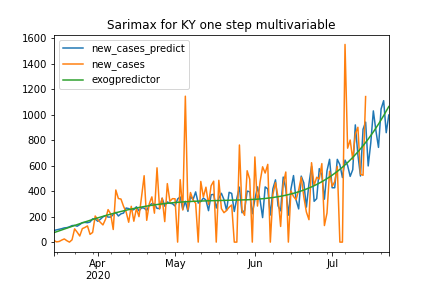 Sarimax for KY one step multivariable
new_cases_predict
new_cases
exogpredictor
1600
1400
1200
1000
800
600
400
200
0
Apr
2020
May
Jun
Jul